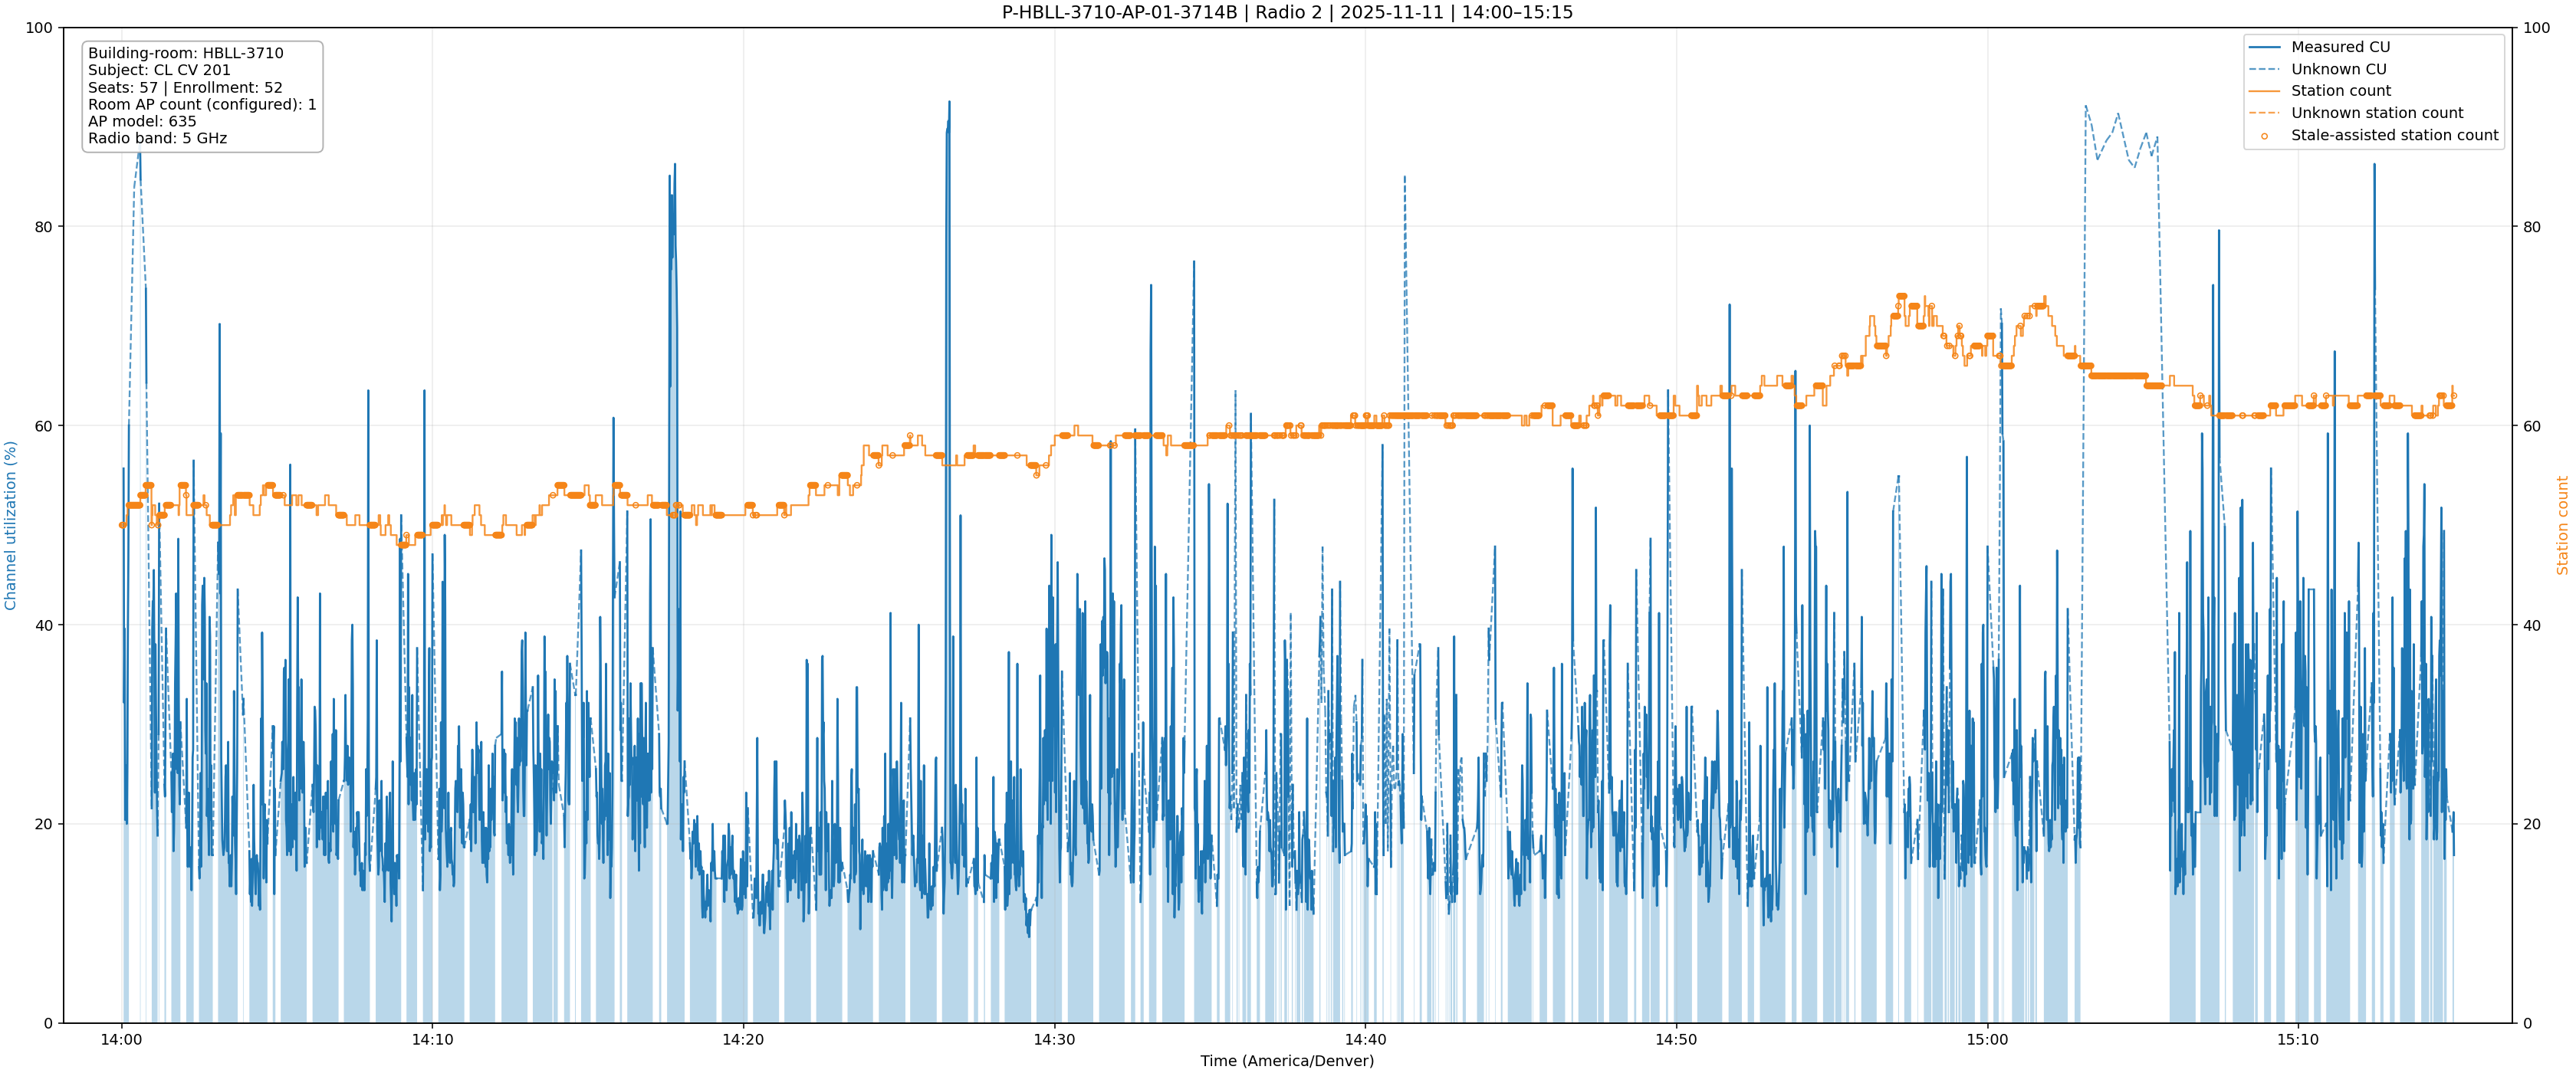 P-HBLL-3710-AP-01-3714B | Radio 2 | 2025-11-11 | 14:00–15:15
Building-room: HBLL-3710
Subject: CL CV 201
Seats: 57 | Enrollment: 52
Room AP count (configured): 1
AP model: 635
Radio band: 5 GHz
Measured CU
Unknown CU
Station count
Unknown station count
Stale-assisted station count
Channel utilization (%)
100
80
60
40
20
0
100
80
60
40
20
0
Station count
14:00
14:10
14:20
14:30
14:40
14:50
15:00
15:10
Time (America/Denver)